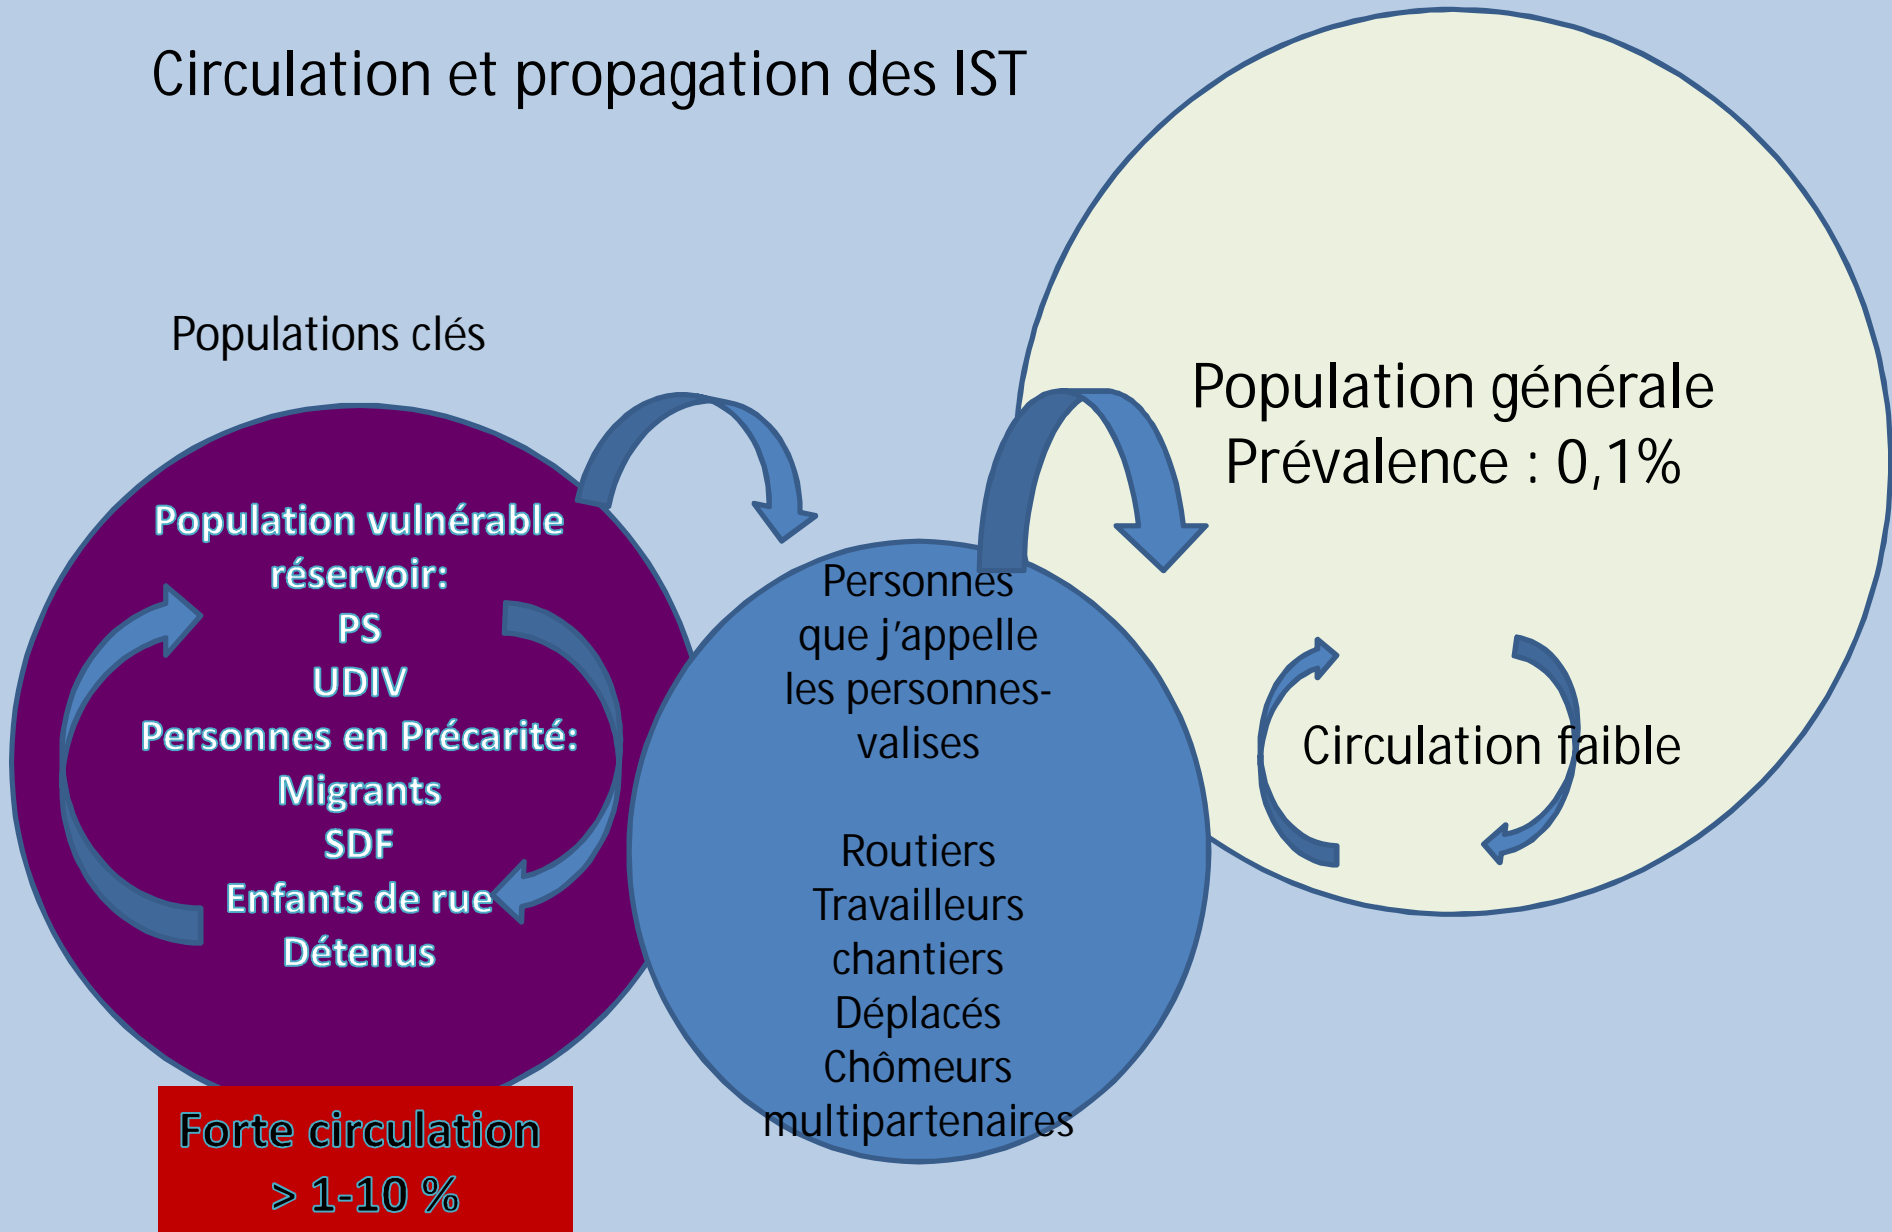 Circulation et propagation des IST
Populations clés
Population vulnérable
réservoir:
PS
UDIV
Personnes en Précarité:
Migrants
SDF
Enfants de rue
Détenus
Forte circulation
> 1-10 %
Personnes
que j’appelle
les personnes-
valises
Routiers
Travailleurs
chantiers
Déplacés
Chômeurs
multipartenaires
Population générale
Prévalence : 0,1%
Circulation faible